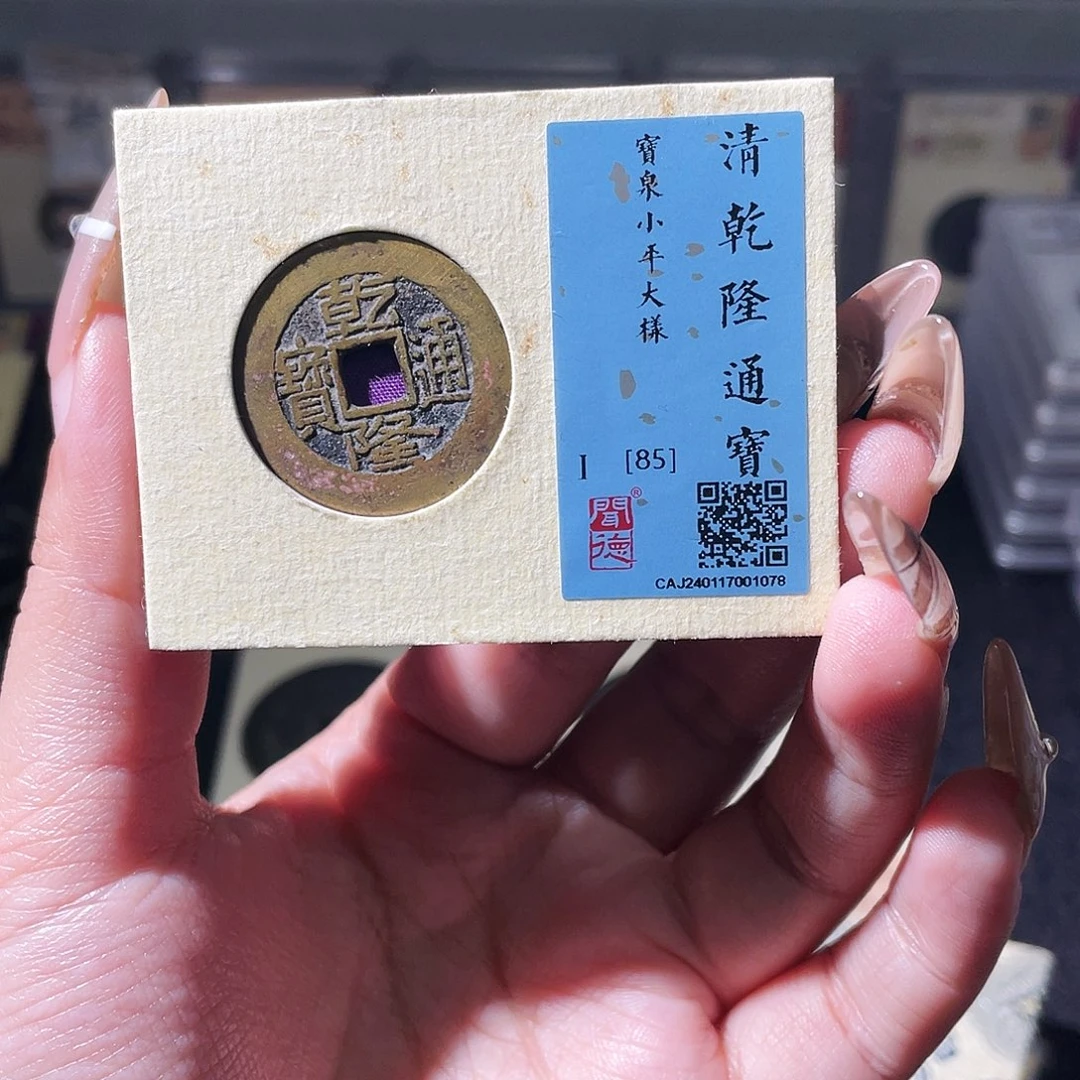 清乾隆通寶
寶泉小平大樣
I [85]
聞德
®
CAJ240117001078
乾隆通寶